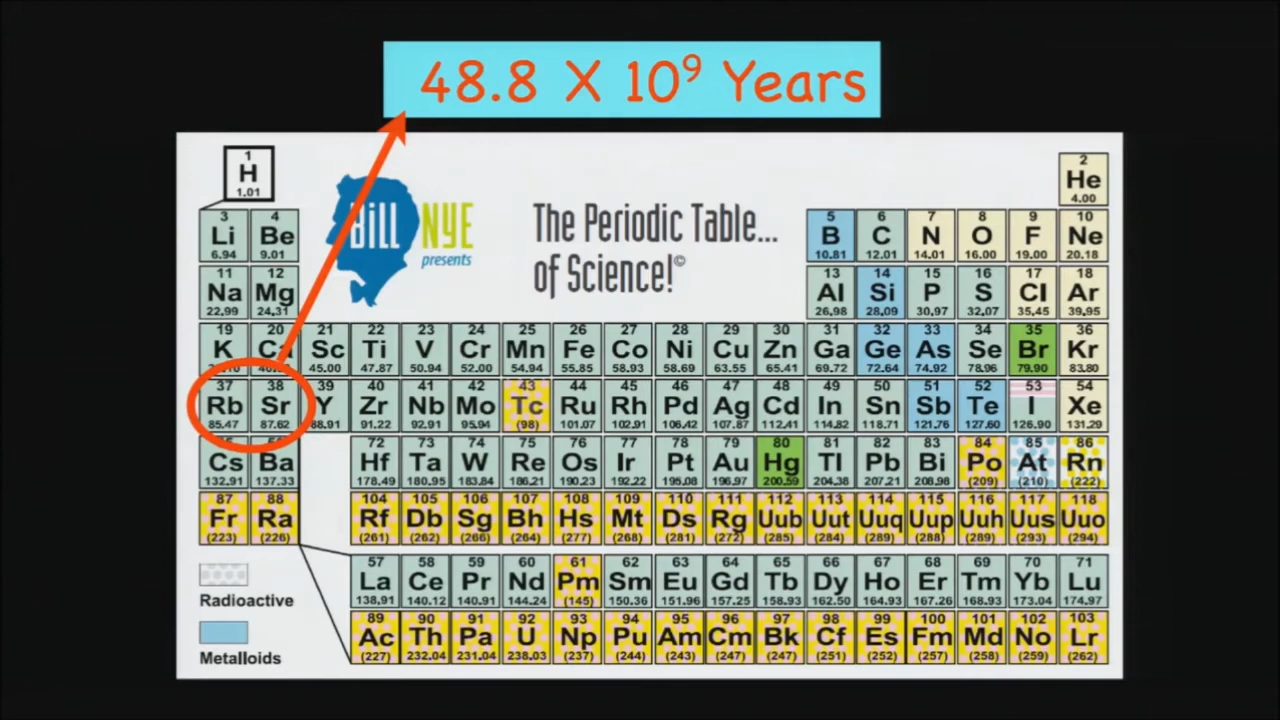 48.8 X 10⁹ Years
1 2
H He
1.01 4.00
BiLL NYE
presents
The Periodic Table...
of Science!©
3 4 5 6 7 8 9 10
Li Be B C N O F Ne
6.94 9.01 10.81 12.01 14.01 16.00 19.00 20.18
11 12 13 14 15 16 17 18
Na Mg Al Si P S Cl Ar
22.99 24.31 26.98 28.09 30.97 32.07 35.45 39.95
19 20 21 22 23 24 25 26 27 28 29 30 31 32 33 34 35 36
K Ca Sc Ti V Cr Mn Fe Co Ni Cu Zn Ga Ge As Se Br Kr
45.00 47.87 50.94 52.00 54.94 55.85 58.93 58.69 63.55 65.41 69.72 72.64 74.92 78.96 79.90 83.80
37 38 39 40 41 42 43 44 45 46 47 48 49 50 51 52 53 54
Rb Sr Y Zr Nb Mo Tc Ru Rh Pd Ag Cd In Sn Sb Te I Xe
85.47 87.62 88.91 91.22 92.91 95.94 (98) 101.07 102.91 106.42 107.87 112.41 114.82 118.71 121.76 127.60 126.90 131.29
72 73 74 75 76 77 78 79 80 81 82 83 84 85 86
Cs Ba Hf Ta W Re Os Ir Pt Au Hg Tl Pb Bi Po At Rn
132.91 137.33 178.49 180.95 183.84 186.21 190.23 192.22 195.08 196.97 200.59 204.38 207.21 208.98 (209) (210) (222)
87 88 104 105 106 107 108 109 110 111 112 113 114 115 116 117 118
Fr Ra Rf Db Sg Bh Hs Mt Ds Rg Uub Uut Uuq Uup Uuh Uus Uuo
(223) (226) (261) (262) (266) (264) (277) (268) (281) (272) (285) (284) (289) (288) (289) (293) (294)
57 58 59 60 61 62 63 64 65 66 67 68 69 70 71
La Ce Pr Nd Pm Sm Eu Gd Tb Dy Ho Er Tm Yb Lu
138.91 140.12 140.91 144.24 (145) 150.36 151.96 157.25 158.93 162.50 164.93 167.26 168.93 173.04 174.97
Radioactive
89 90 91 92 93 94 95 96 97 98 99 100 101 102 103
Ac Th Pa U Np Pu Am Cm Bk Cf Es Fm Md No Lr
(227) 232.04 231.04 238.03 (237) (244) (243) (247) (247) (251) (252) (257) (258) (259) (262)
Metalloids